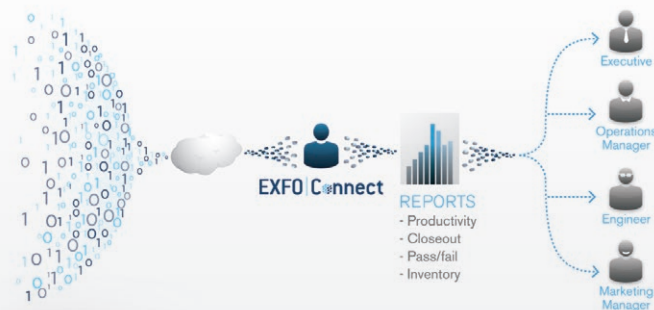 EXFO Connect
REPORTS
- Productivity
- Closeout
- Pass/fail
- Inventory
Executive
Operations
Manager
Engineer
Marketing
Manager